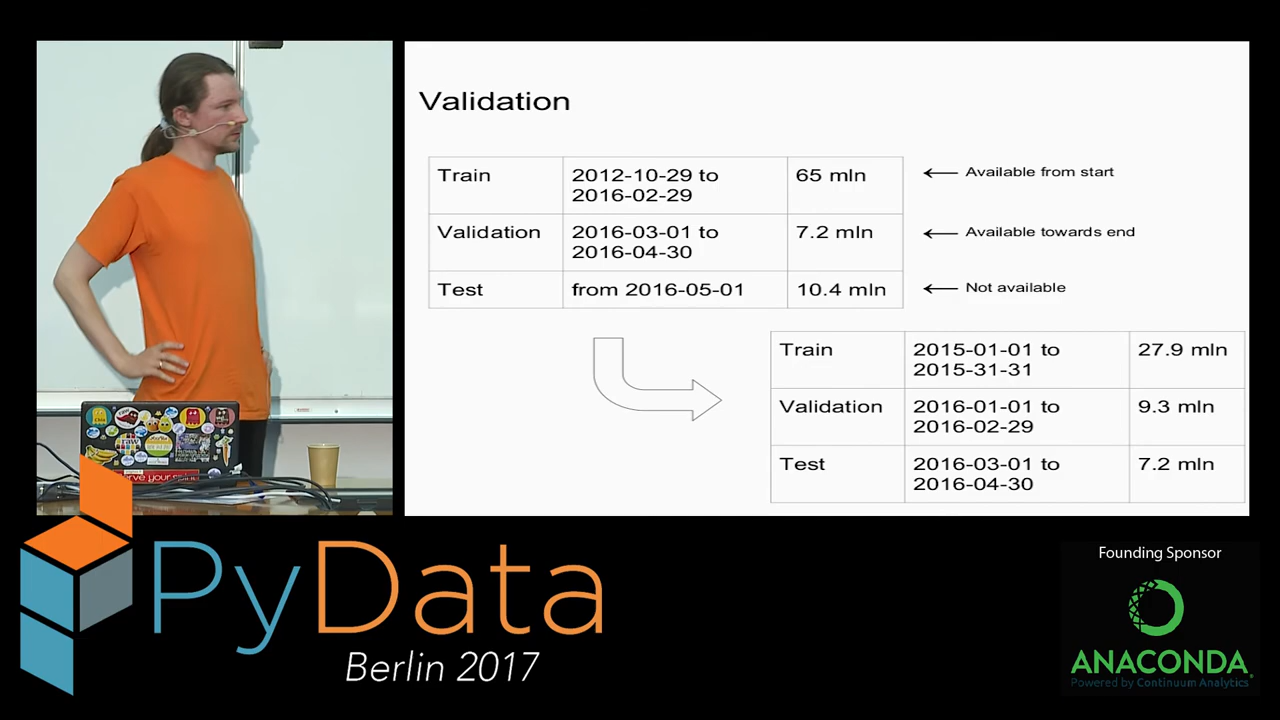 Validation
Train
2012-10-29 to
2016-02-29
65 mln
Available from start
Validation
2016-03-01 to
2016-04-30
7.2 mln
Available towards end
Test
from 2016-05-01
10.4 mln
Not available
Train
2015-01-01 to
2015-31-31
27.9 mln
Validation
2016-01-01 to
2016-02-29
9.3 mln
Test
2016-03-01 to
2016-04-30
7.2 mln
PyData
Berlin 2017
Founding Sponsor
ANACONDA
Powered by Continuum Analytics